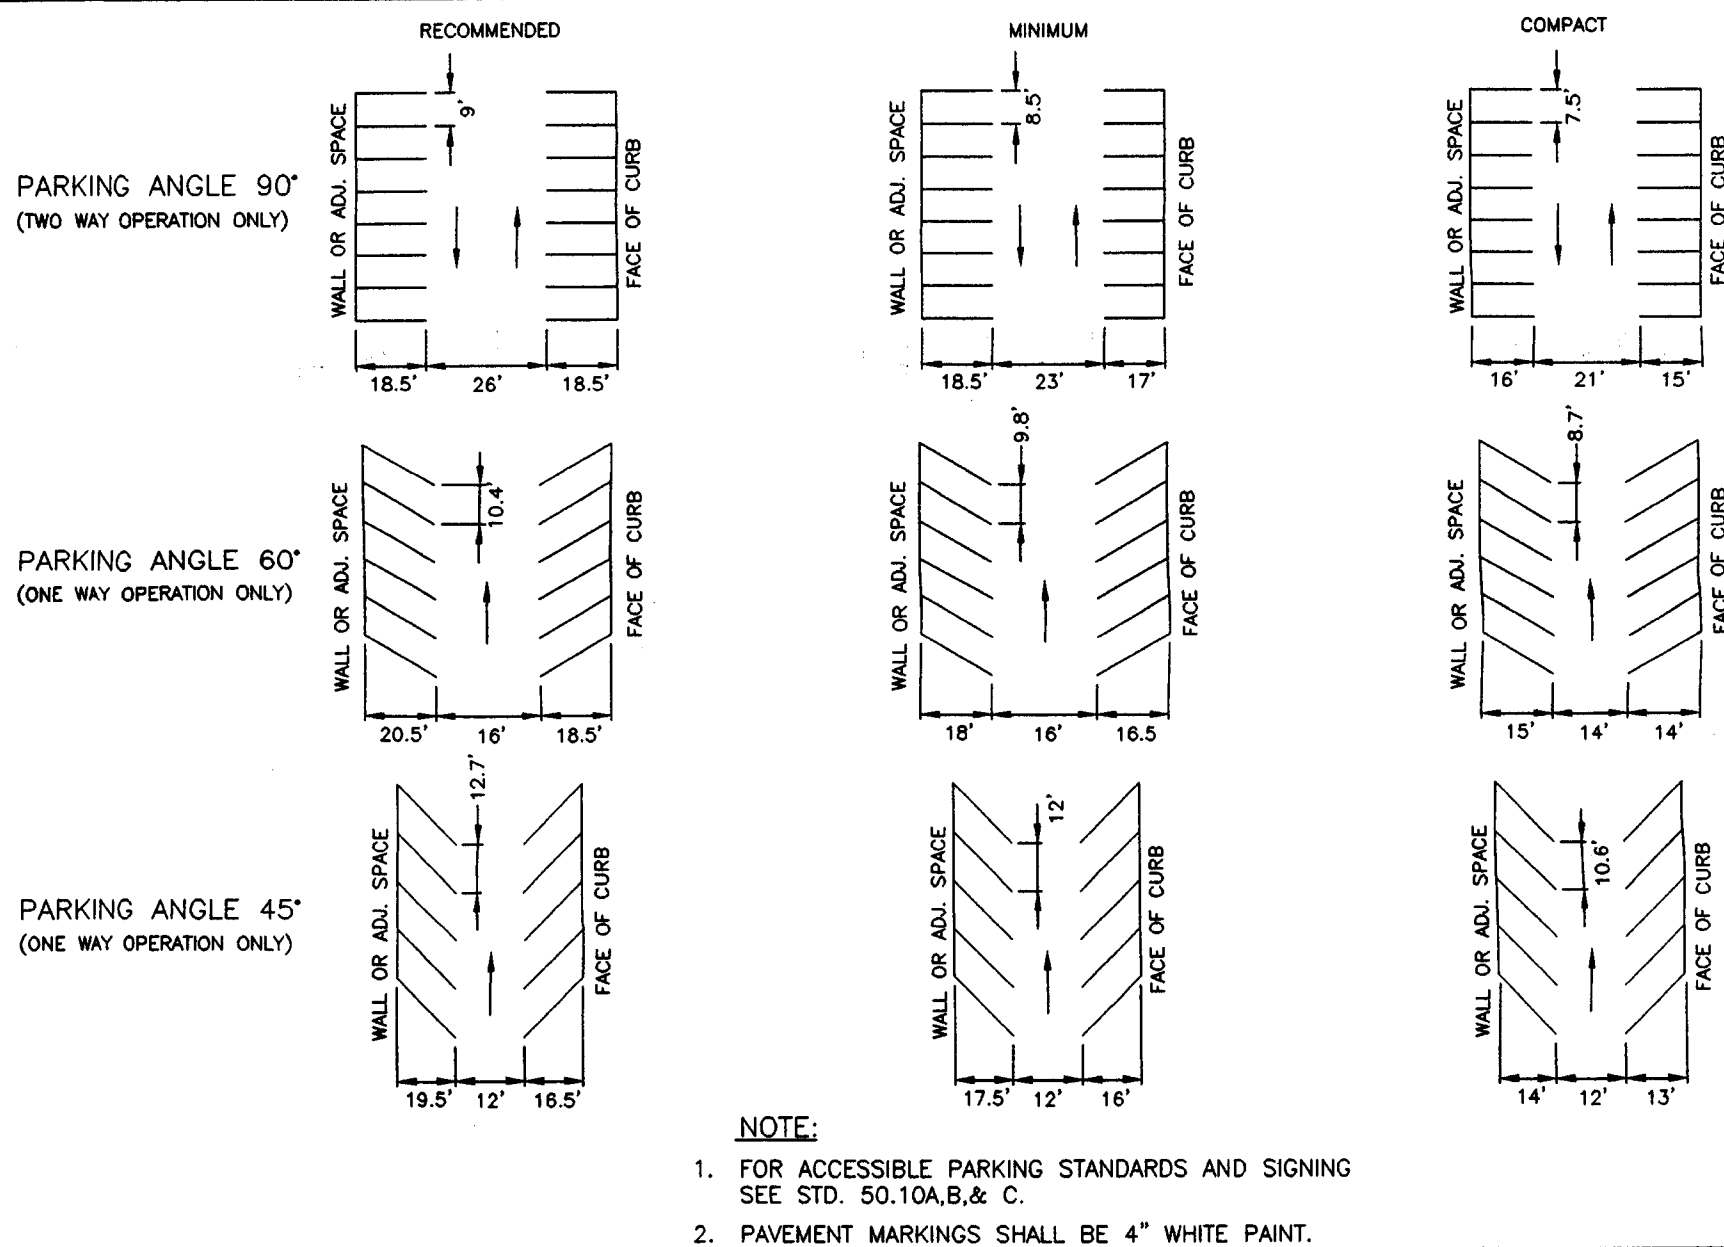 RECOMMENDED
MINIMUM
COMPACT
PARKING ANGLE 90°
(TWO WAY OPERATION ONLY)
WALL OR ADJ. SPACE
9'
FACE OF CURB
18.5' 26' 18.5'
WALL OR ADJ. SPACE
8.5'
FACE OF CURB
18.5' 23' 17'
WALL OR ADJ. SPACE
7.5'
FACE OF CURB
16' 21' 15'
PARKING ANGLE 60°
(ONE WAY OPERATION ONLY)
WALL OR ADJ. SPACE
10.4'
FACE OF CURB
20.5' 16' 18.5'
WALL OR ADJ. SPACE
9.8'
FACE OF CURB
18' 16' 16.5
WALL OR ADJ. SPACE
8.7'
FACE OF CURB
15' 14' 14'
PARKING ANGLE 45°
(ONE WAY OPERATION ONLY)
WALL OR ADJ. SPACE
12.7'
FACE OF CURB
19.5' 12' 16.5'
WALL OR ADJ. SPACE
12'
FACE OF CURB
17.5' 12' 16'
WALL OR ADJ. SPACE
10.6'
FACE OF CURB
14' 12' 13'
NOTE:
1. FOR ACCESSIBLE PARKING STANDARDS AND SIGNING
SEE STD. 50.10A,B,& C.
2. PAVEMENT MARKINGS SHALL BE 4" WHITE PAINT.